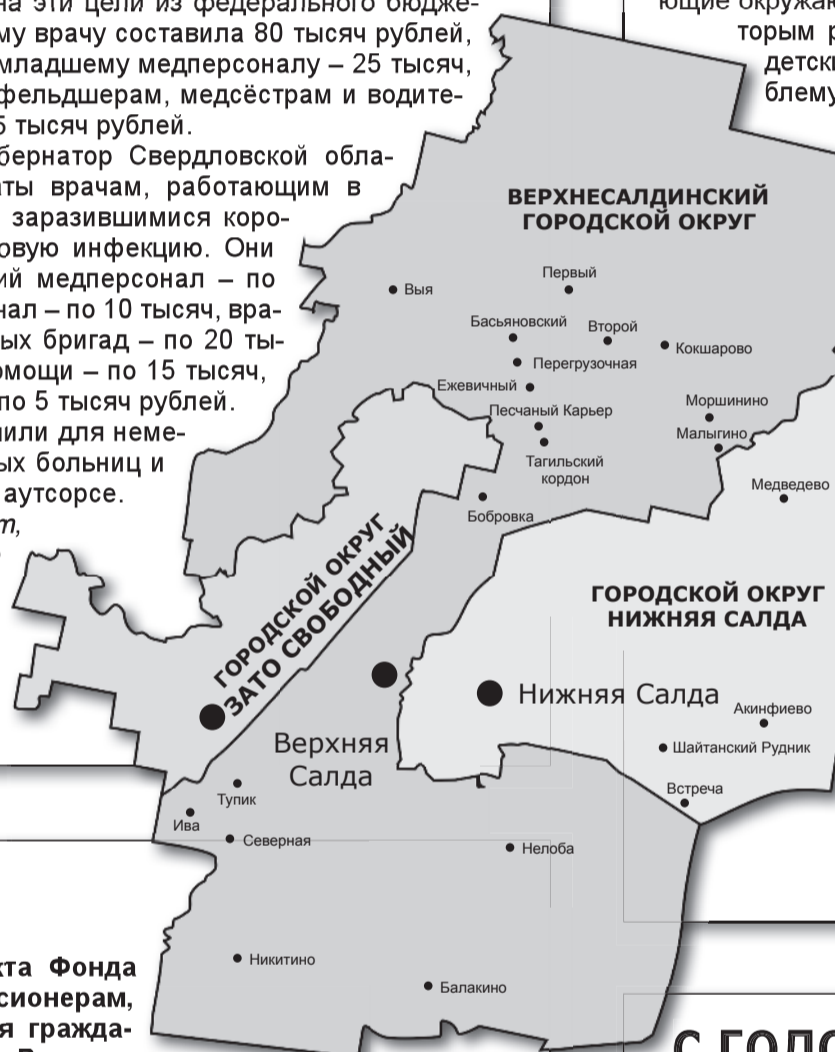 на эти цели из федерального бюдже-
му врачу составила 80 тысяч рублей,
младшему медперсоналу – 25 тысяч,
фельдшерам, медсёстрам и водите-
5 тысяч рублей.
бернатор Свердловской обла-
аты врачам, работающим в
заразившимися коро-
овую инфекцию. Они
ий медперсонал – по
нал – по 10 тысяч, вра-
ых бригад – по 20 ты-
омощи – по 15 тысяч,
по 5 тысяч рублей.
или для неме-
ых больниц и
аутсорсе.
т,
ющие окружаю
торым р
детски
блему
ВЕРХНЕСАЛДИНСКИЙ
ГОРОДСКОЙ ОКРУГ
Выя
Первый
Басьяновский
Второй
Кокшарово
Перегрузочная
Ежевичный
Песчаный Карьер
Моршинино
Малыгино
Тагильский
кордон
Медведево
Бобровка
ГОРОДСКОЙ ОКРУГ
ЗАТО СВОБОДНЫЙ
ГОРОДСКОЙ ОКРУГ
НИЖНЯЯ САЛДА
Нижняя Салда
Акинфиево
Шайтанский Рудник
Встреча
Верхняя
Салда
Тупик
Ива
Северная
Нелоба
Никитино
Балакино
кта Фонда
сионерам,
я гражда-
С ГОЛО